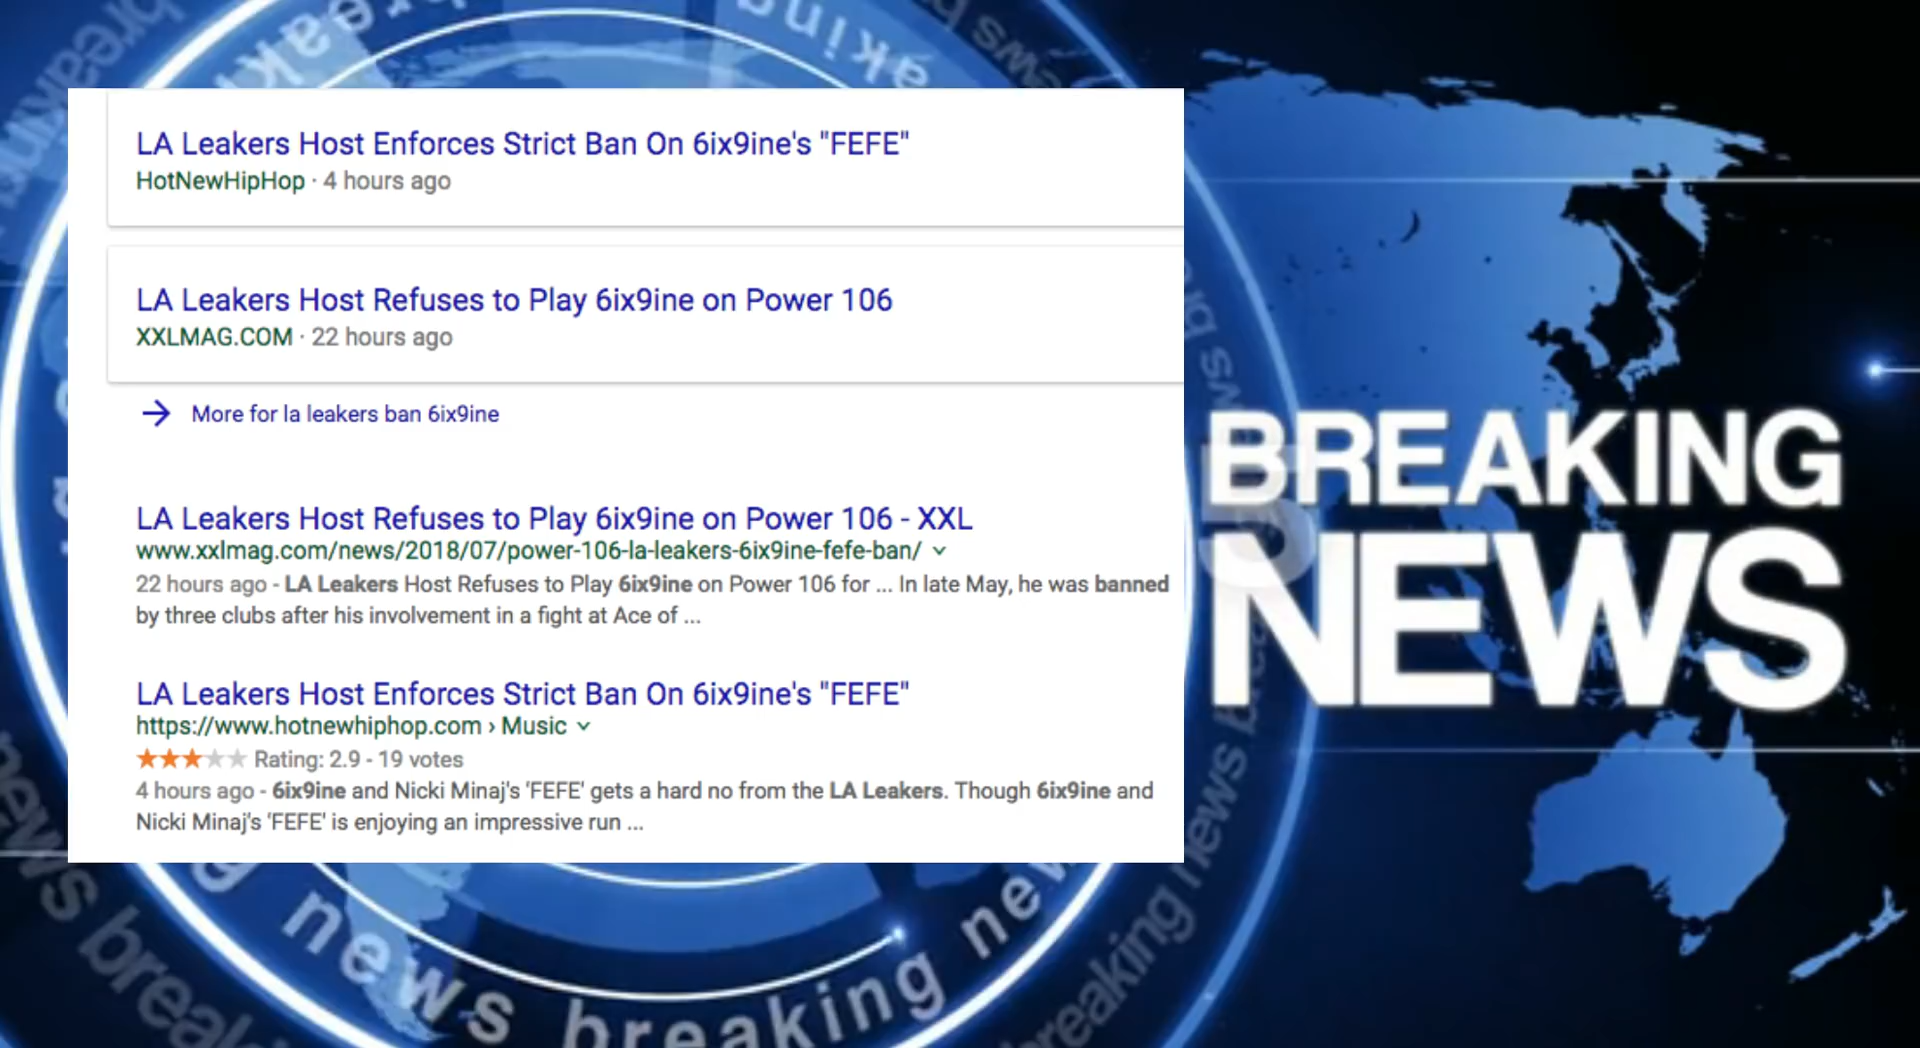 LA Leakers Host Enforces Strict Ban On 6ix9ine's "FEFE"
HotNewHipHop · 4 hours ago
LA Leakers Host Refuses to Play 6ix9ine on Power 106
XXLMAG.COM · 22 hours ago
More for la leakers ban 6ix9ine
LA Leakers Host Refuses to Play 6ix9ine on Power 106 - XXL
www.xxlmag.com/news/2018/07/power-106-la-leakers-6ix9ine-fefe-ban/
22 hours ago - LA Leakers Host Refuses to Play 6ix9ine on Power 106 for ... In late May, he was banned
by three clubs after his involvement in a fight at Ace of ...
LA Leakers Host Enforces Strict Ban On 6ix9ine's "FEFE"
https://www.hotnewhiphop.com › Music
Rating: 2.9 - 19 votes
4 hours ago - 6ix9ine and Nicki Minaj's 'FEFE' gets a hard no from the LA Leakers. Though 6ix9ine and
Nicki Minaj's 'FEFE' is enjoying an impressive run ...
BREAKING
NEWS
news breaking new
news breaking
breaking news